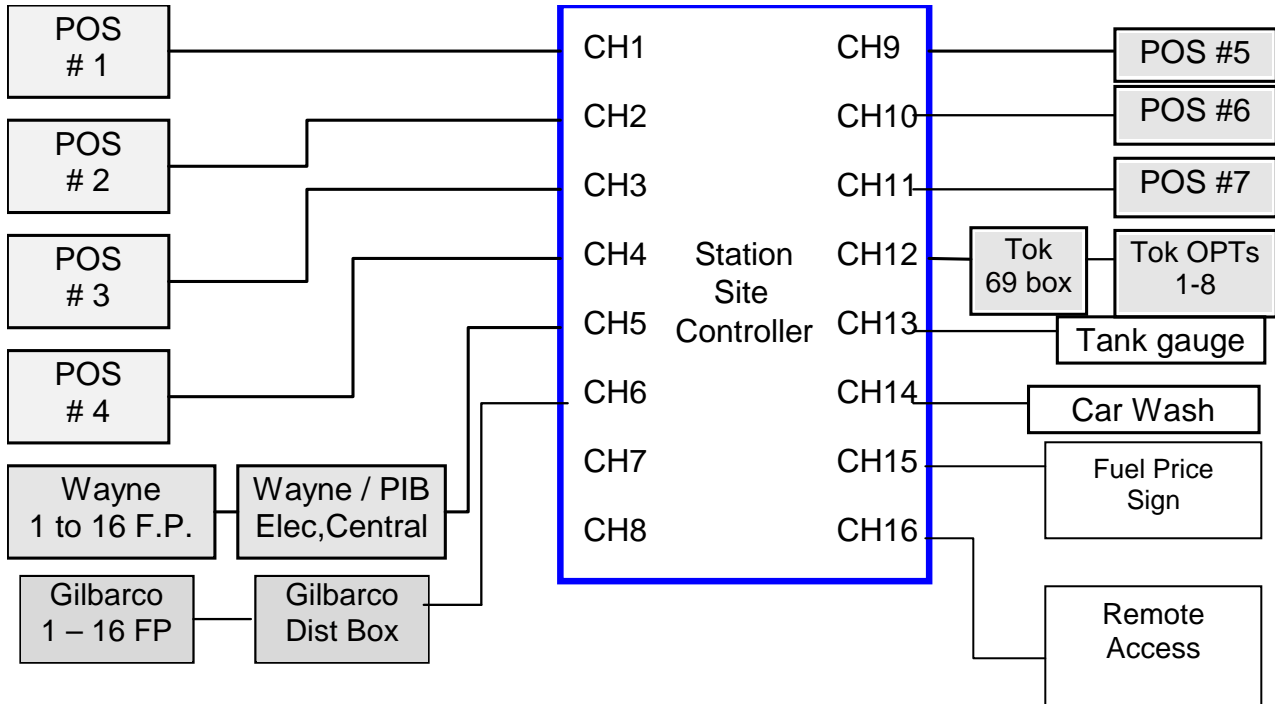 POS
# 1
POS
# 2
POS
# 3
POS
# 4
Wayne
1 to 16 F.P.
Wayne / PIB
Elec,Central
Gilbarco
1 – 16 FP
Gilbarco
Dist Box
CH1
CH2
CH3
CH4
CH5
CH6
CH7
CH8
Station
Site
Controller
CH9
CH10
CH11
CH12
CH13
CH14
CH15
CH16
POS #5
POS #6
POS #7
Tok
69 box
Tok OPTs
1-8
Tank gauge
Car Wash
Fuel Price
Sign
Remote
Access